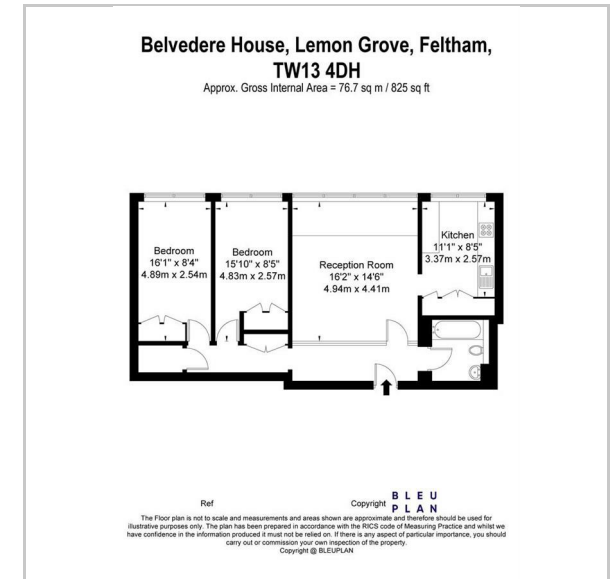 Belvedere House, Lemon Grove, Feltham,
TW13 4DH
Approx. Gross Internal Area = 76.7 sq m / 825 sq ft
Bedroom
16'1" x 8'4"
4.89m x 2.54m
Bedroom
15'10" x 8'5"
4.83m x 2.57m
Reception Room
16'2" x 14'6"
4.94m x 4.41m
Kitchen
11'1" x 8'5"
3.37m x 2.57m
Ref
Copyright
BLEU
PLAN
The Floor plan is not to scale and measurements and areas shown are approximate and therefore should be used for
illustrative purposes only. The plan has been prepared in accordance with the RICS code of Measuring Practice and whilst we
have confidence in the information produced it must not be relied on. If there is any aspect of particular importance, you should
carry out or commission your own inspection of the property.
Copyright @ BLEUPLAN